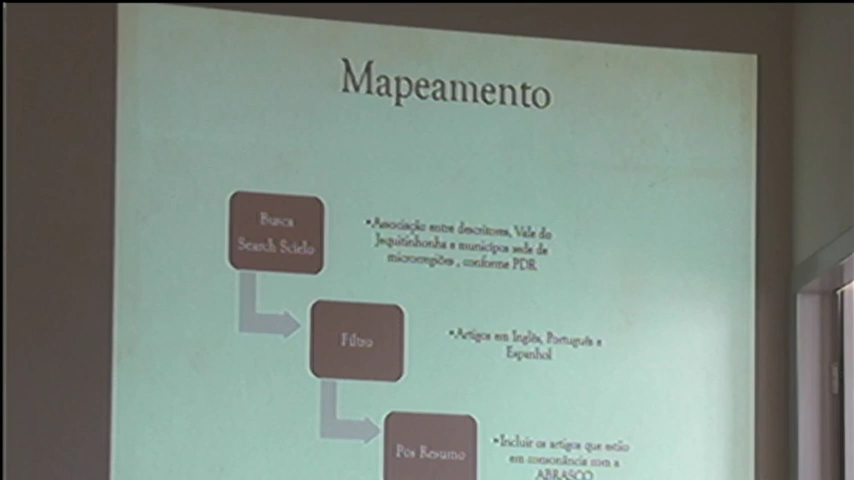 Mapeamento
Busca
Search Scielo
•Associação entre descritores, Vale do
Jequitinhonha e municípos sede de
microrregiões , conforme PDR.
Filtro
•Artigos em Inglês, Português e
Espanhol
Pós Resumo
•Incluir os artigos que estão
em consonância com a
ABRASCO